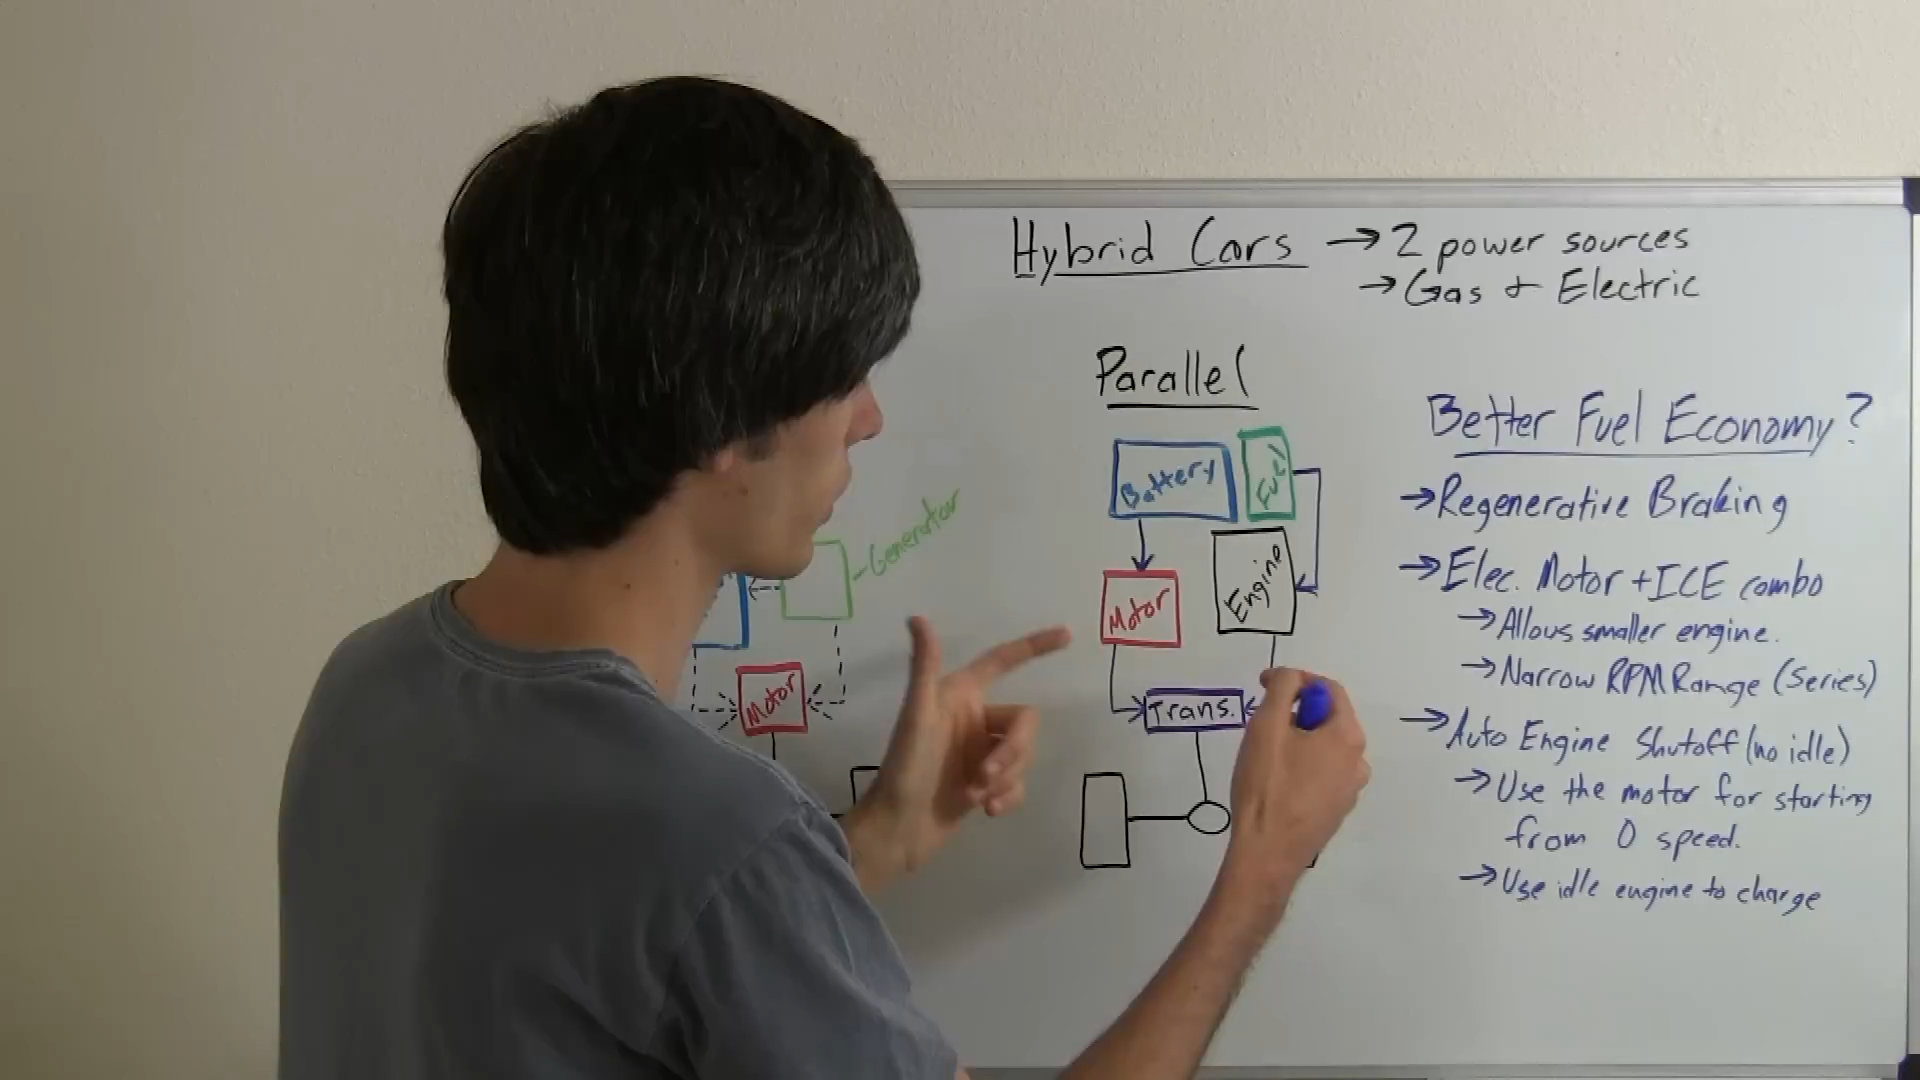 Hybrid Cars → 2 power sources
→ Gas + Electric
Parallel
Battery
Fuel
Motor
Engine
Trans.
- Generator
Motor
Better Fuel Economy?
→ Regenerative Braking
→ Elec. Motor + ICE combo
→ Allows smaller engine.
→ Narrow RPM Range (Series)
→ Auto Engine Shutoff (no idle)
→ Use the motor for starting
from 0 speed.
→ Use idle engine to charge